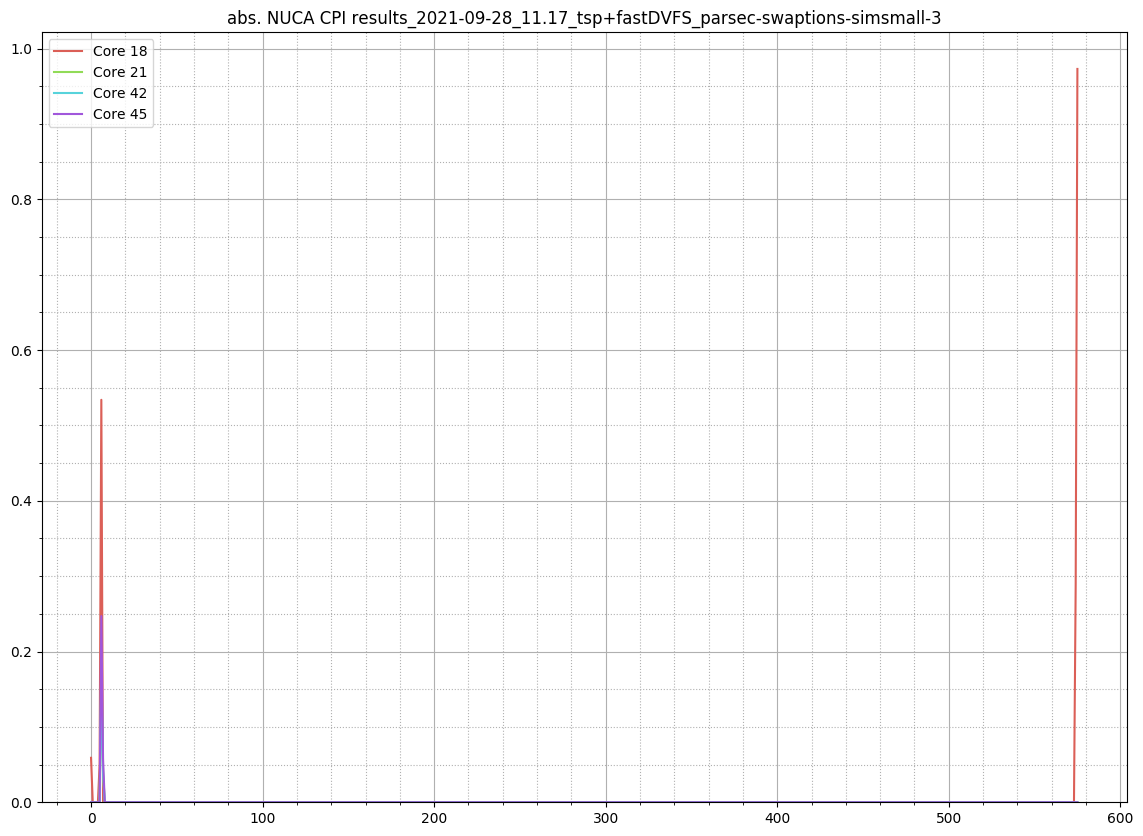 abs. NUCA CPI results_2021-09-28_11.17_tsp+fastDVFS_parsec-swaptions-simsmall-3
Core 18
Core 21
Core 42
Core 45
1.0
0.8
0.6
0.4
0.2
0.0
0 100 200 300 400 500 600